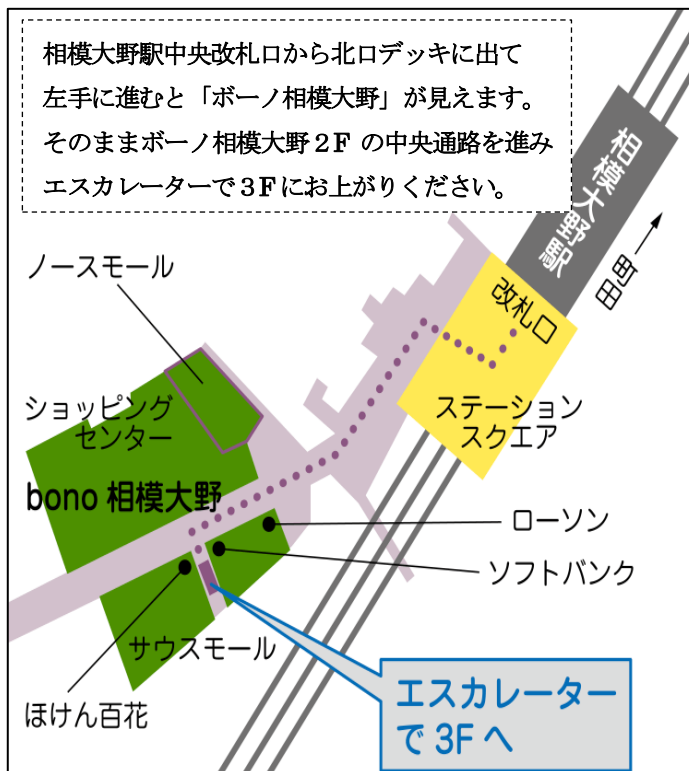 相模大野駅中央改札口から北口デッキに出て
左手に進むと「ボーノ相模大野」が見えます。
そのままボーノ相模大野２Fの中央通路を進み
エスカレーターで３Fにお上がりください。
相模大野駅
町田
改札口
ノースモール
ショッピング
センター
ステーション
スクエア
bono 相模大野
ローソン
ソフトバンク
サウスモール
ほけん百花
エスカレーター
で 3F へ